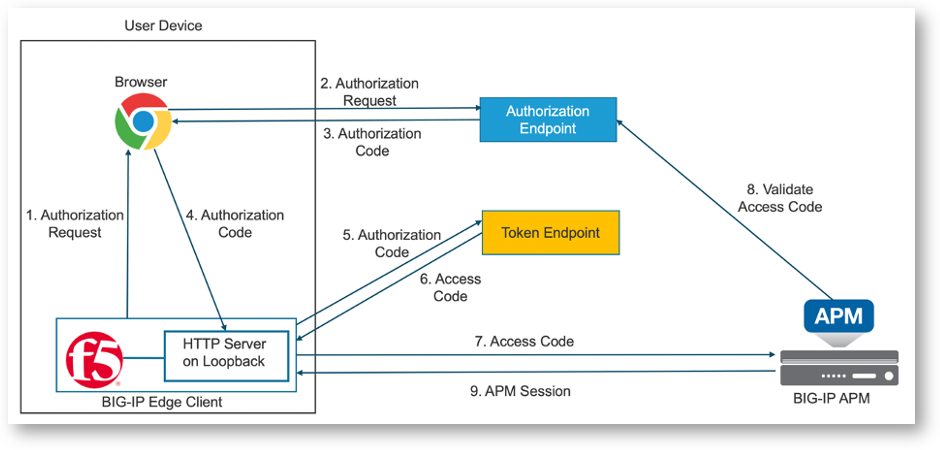 User Device
Browser
2. Authorization
Request
Authorization
Endpoint
3. Authorization
Code
1. Authorization
Request
4. Authorization
Code
8. Validate
Access Code
5. Authorization
Code
Token Endpoint
6. Access
Code
APM
f5
HTTP Server
on Loopback
7. Access Code
9. APM Session
BIG-IP Edge Client
BIG-IP APM